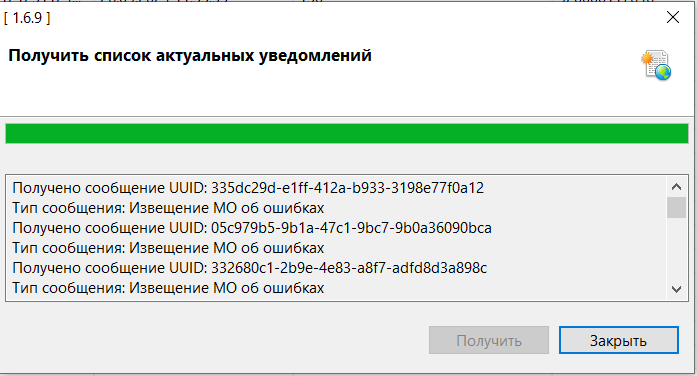 [ 1.6.9 ]
Получить список актуальных уведомлений
Получено сообщение UUID: 335dc29d-e1ff-412a-b933-3198e77f0a12
Тип сообщения: Извещение МО об ошибках
Получено сообщение UUID: 05c979b5-9b1a-47c1-9bc7-9b0a36090bca
Тип сообщения: Извещение МО об ошибках
Получено сообщение UUID: 332680c1-2b9e-4e83-a8f7-adfd8d3a898c
Тип сообщения: Извещение МО об ошибках
Получить
Закрыть